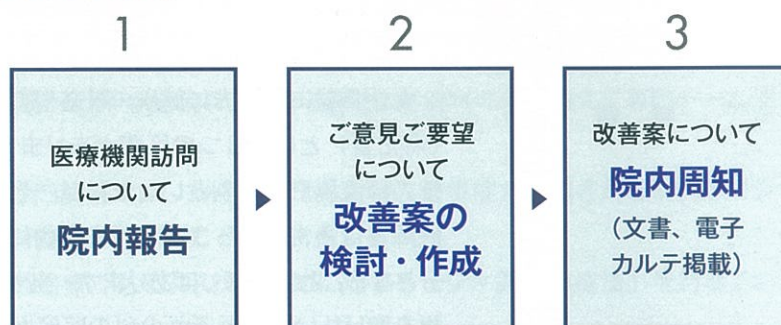 1
医療機関訪問
について
院内報告
2
ご意見ご要望
について
改善案の
検討・作成
3
改善案について
院内周知
（文書、電子
カルテ掲載）